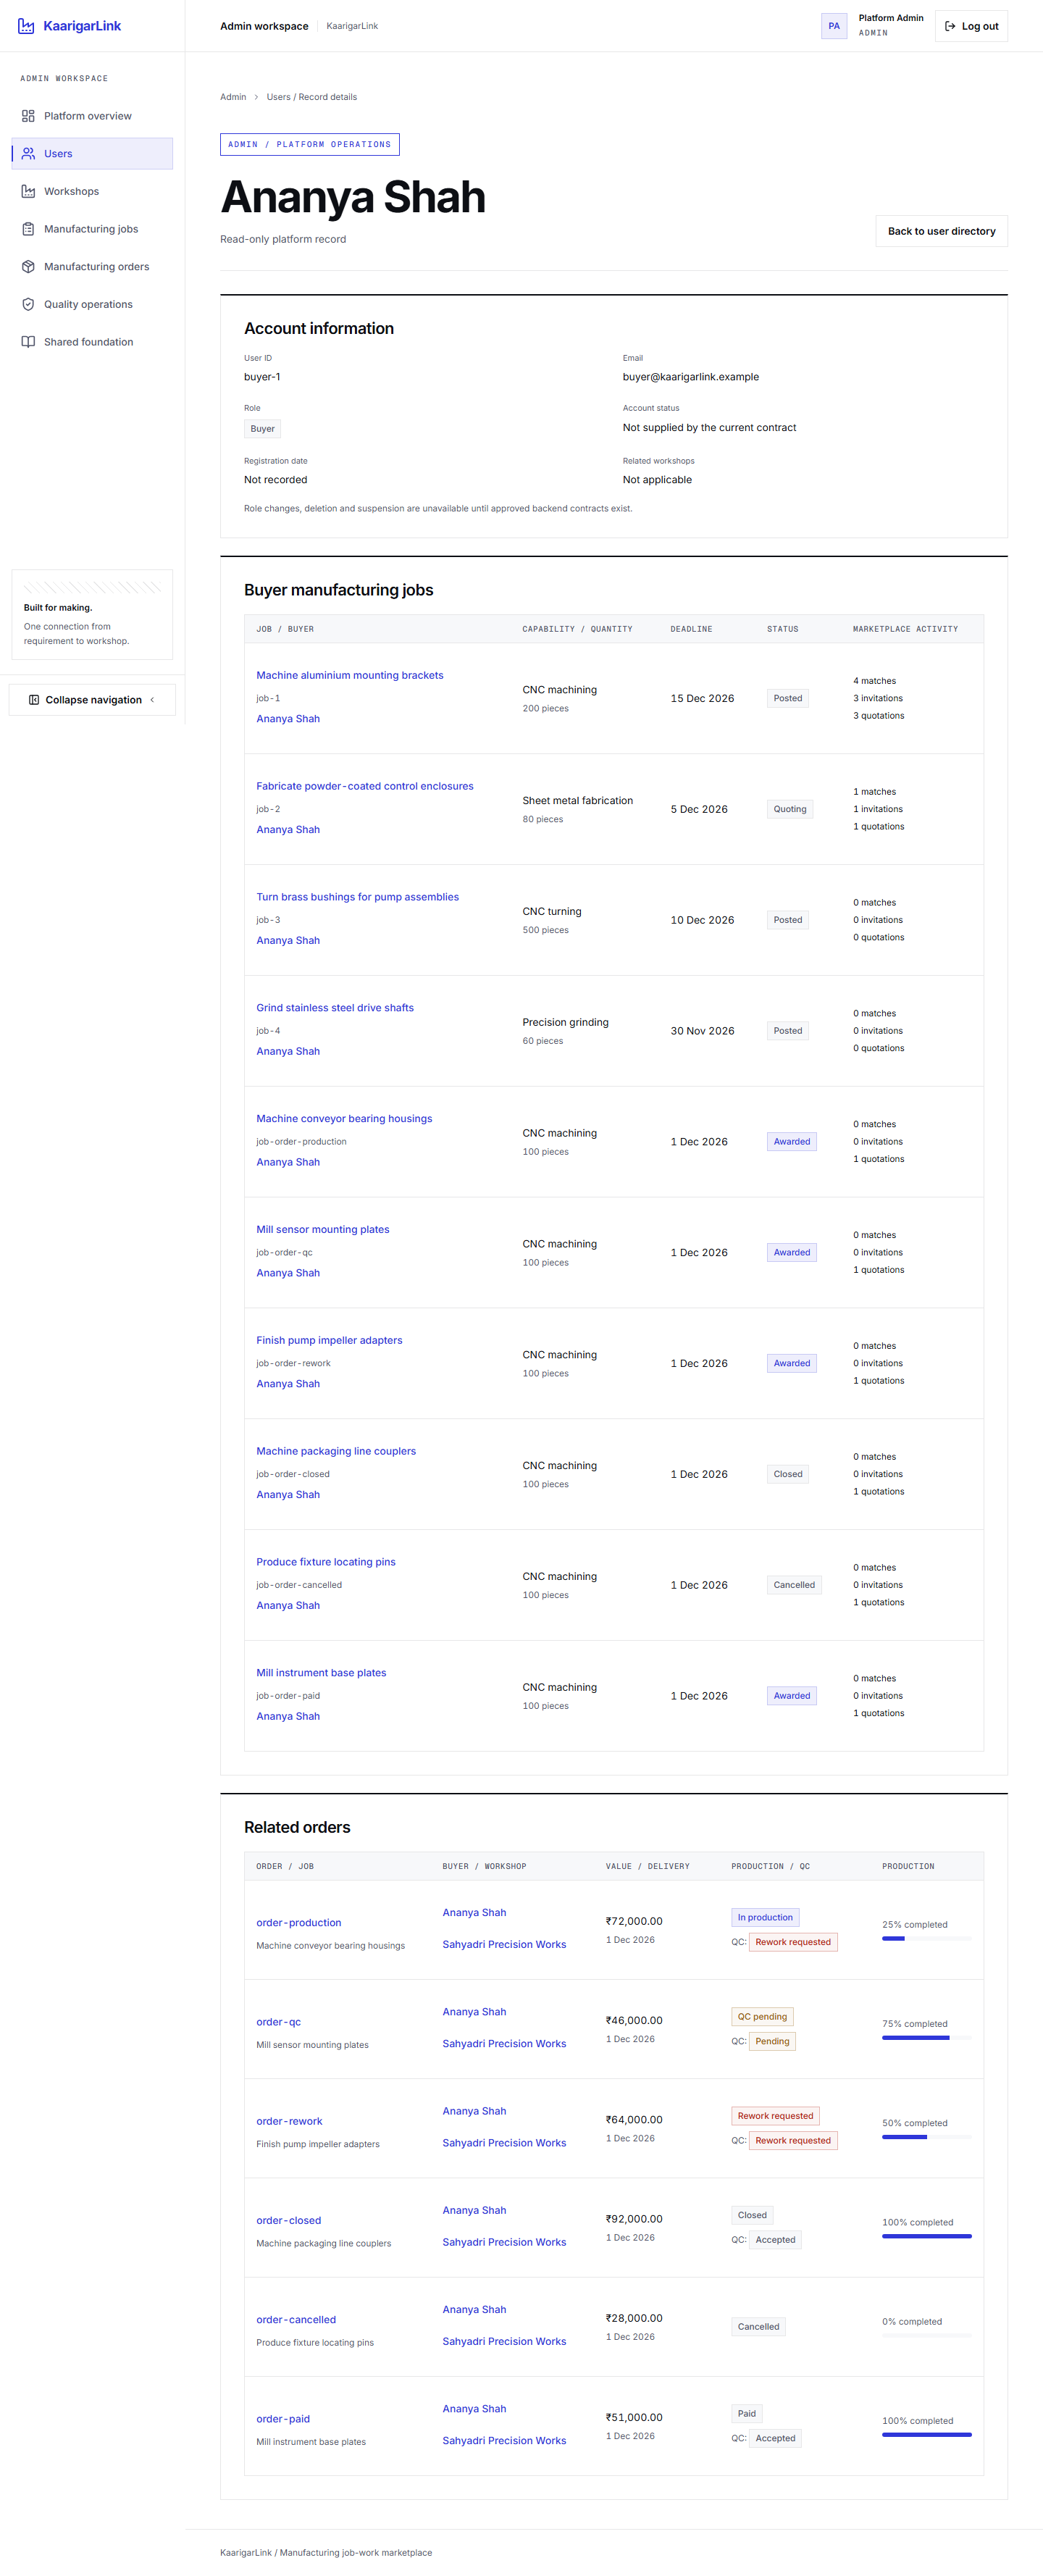 KaarigarLink
Admin workspace
KaarigarLink
PA
Platform Admin
ADMIN
Log out
ADMIN WORKSPACE
Platform overview
Users
Workshops
Manufacturing jobs
Manufacturing orders
Quality operations
Shared foundation
Built for making.
One connection from
requirement to workshop.
Collapse navigation
Admin > Users / Record details
ADMIN / PLATFORM OPERATIONS
Ananya Shah
Read-only platform record
Back to user directory
Account information
User ID
buyer-1
Email
buyer@kaarigarlink.example
Role
Buyer
Account status
Not supplied by the current contract
Registration date
Not recorded
Related workshops
Not applicable
Role changes, deletion and suspension are unavailable until approved backend contracts exist.
Buyer manufacturing jobs
JOB / BUYER CAPABILITY / QUANTITY DEADLINE STATUS MARKETPLACE ACTIVITY
Machine aluminium mounting brackets
job-1
Ananya Shah
CNC machining
200 pieces
15 Dec 2026
Posted
4 matches
3 invitations
3 quotations
Fabricate powder-coated control enclosures
job-2
Ananya Shah
Sheet metal fabrication
80 pieces
5 Dec 2026
Quoting
1 matches
1 invitations
1 quotations
Turn brass bushings for pump assemblies
job-3
Ananya Shah
CNC turning
500 pieces
10 Dec 2026
Posted
0 matches
0 invitations
0 quotations
Grind stainless steel drive shafts
job-4
Ananya Shah
Precision grinding
60 pieces
30 Nov 2026
Posted
0 matches
0 invitations
0 quotations
Machine conveyor bearing housings
job-order-production
Ananya Shah
CNC machining
100 pieces
1 Dec 2026
Awarded
0 matches
0 invitations
1 quotations
Mill sensor mounting plates
job-order-qc
Ananya Shah
CNC machining
100 pieces
1 Dec 2026
Awarded
0 matches
0 invitations
1 quotations
Finish pump impeller adapters
job-order-rework
Ananya Shah
CNC machining
100 pieces
1 Dec 2026
Awarded
0 matches
0 invitations
1 quotations
Machine packaging line couplers
job-order-closed
Ananya Shah
CNC machining
100 pieces
1 Dec 2026
Closed
0 matches
0 invitations
1 quotations
Produce fixture locating pins
job-order-cancelled
Ananya Shah
CNC machining
100 pieces
1 Dec 2026
Cancelled
0 matches
0 invitations
1 quotations
Mill instrument base plates
job-order-paid
Ananya Shah
CNC machining
100 pieces
1 Dec 2026
Awarded
0 matches
0 invitations
1 quotations
Related orders
ORDER / JOB BUYER / WORKSHOP VALUE / DELIVERY PRODUCTION / QC PRODUCTION
order-production
Machine conveyor bearing housings
Ananya Shah
Sahyadri Precision Works
₹72,000.00
1 Dec 2026
In production
QC: Rework requested
25% completed
order-qc
Mill sensor mounting plates
Ananya Shah
Sahyadri Precision Works
₹46,000.00
1 Dec 2026
QC pending
QC: Pending
75% completed
order-rework
Finish pump impeller adapters
Ananya Shah
Sahyadri Precision Works
₹64,000.00
1 Dec 2026
Rework requested
QC: Rework requested
50% completed
order-closed
Machine packaging line couplers
Ananya Shah
Sahyadri Precision Works
₹92,000.00
1 Dec 2026
Closed
QC: Accepted
100% completed
order-cancelled
Produce fixture locating pins
Ananya Shah
Sahyadri Precision Works
₹28,000.00
1 Dec 2026
Cancelled
0% completed
order-paid
Mill instrument base plates
Ananya Shah
Sahyadri Precision Works
₹51,000.00
1 Dec 2026
Paid
QC: Accepted
100% completed
KaarigarLink / Manufacturing job-work marketplace